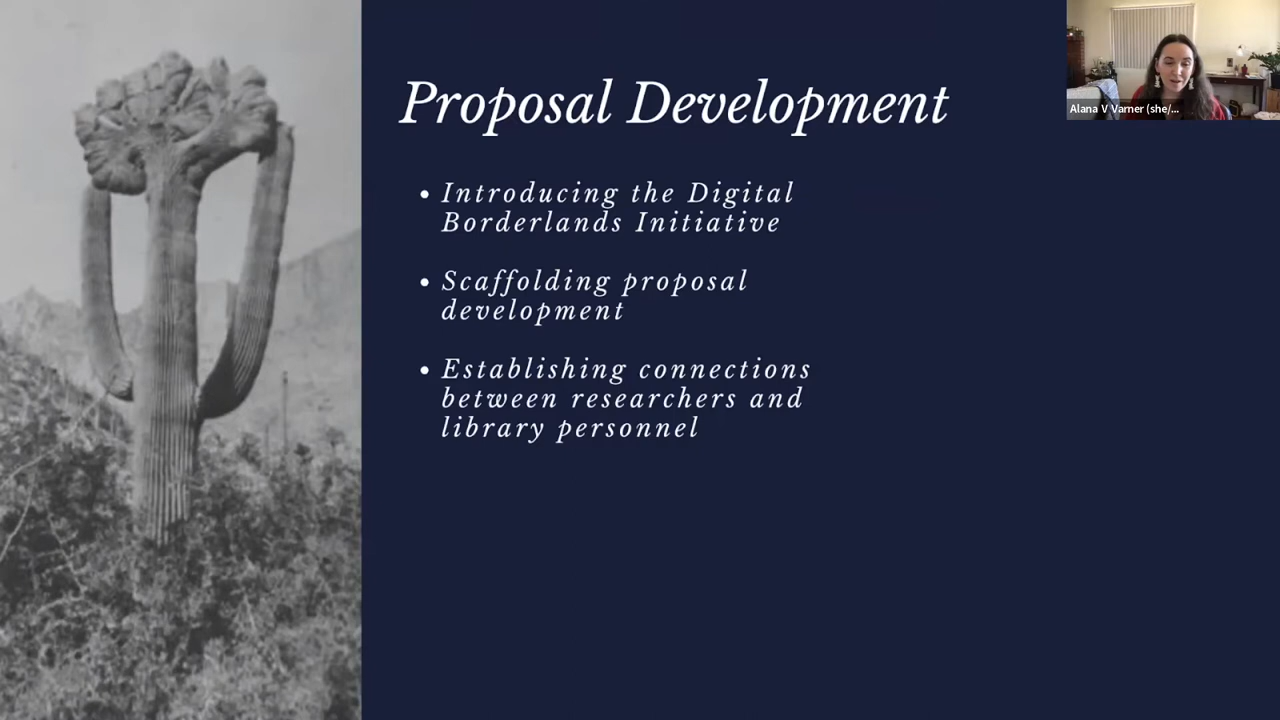 Proposal Development
Alana V Varner (she/...
• Introducing the Digital
Borderlands Initiative
• Scaffolding proposal
development
• Establishing connections
between researchers and
library personnel